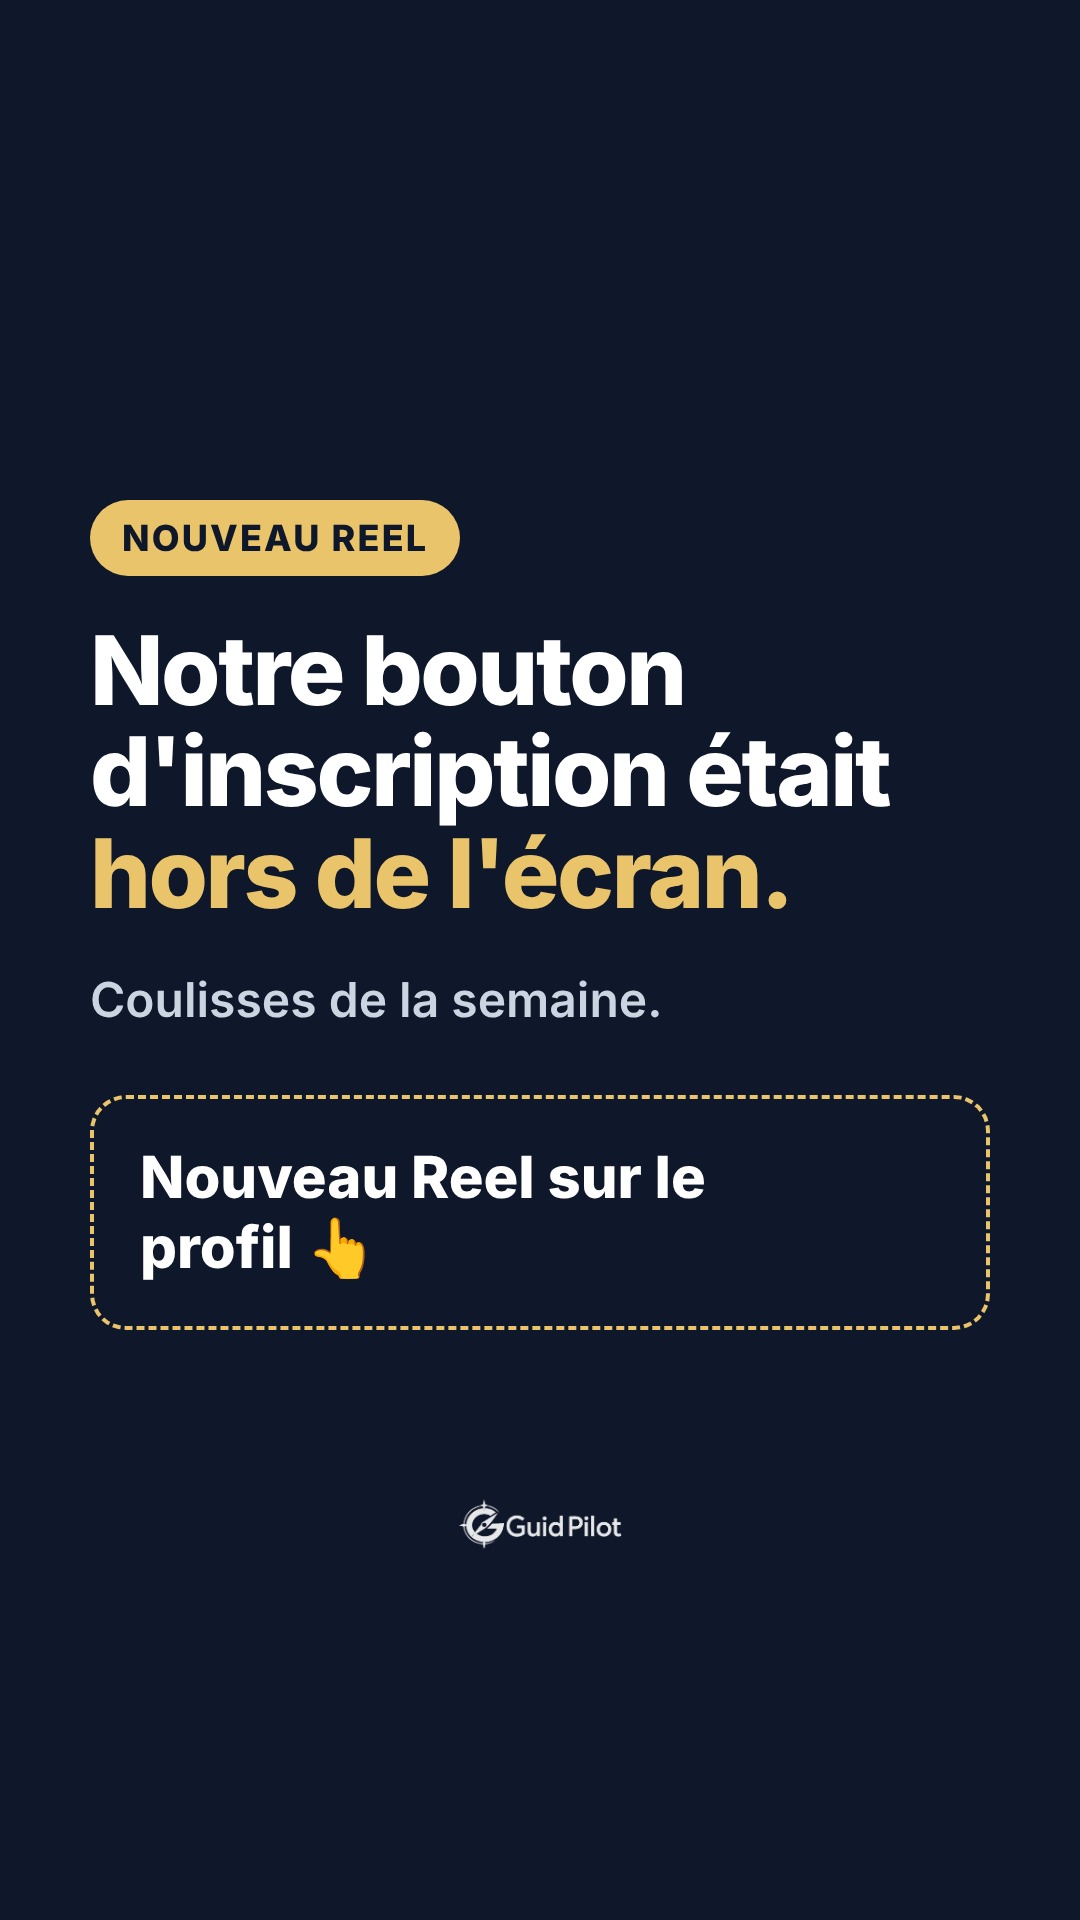 NOUVEAU REEL
Notre bouton
d'inscription était
hors de l'écran.
Coulisses de la semaine.
Nouveau Reel sur le
profil 👆
GuidPilot